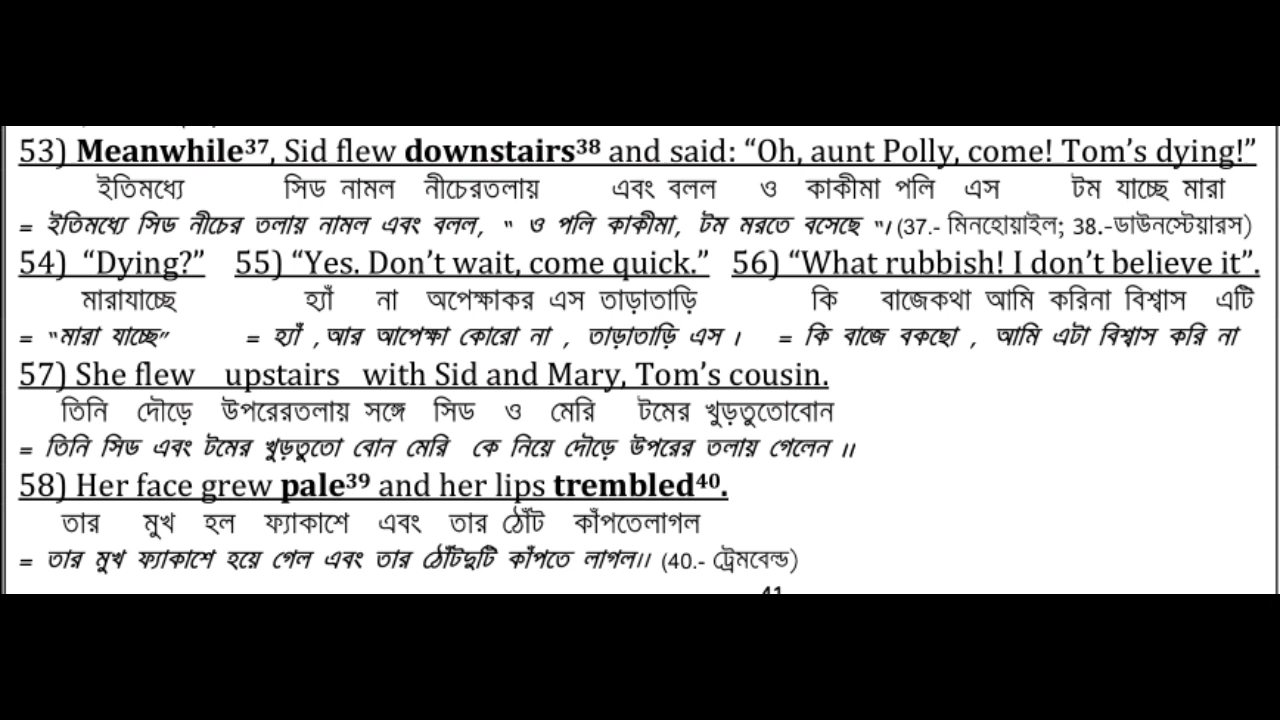 53) Meanwhile³⁷, Sid flew downstairs³⁸ and said: “Oh, aunt Polly, come! Tom’s dying!”
ইতিমধ্যে সিড নামল নীচেরতলায় এবং বলল ও কাকীমা পলি এস টম যাচ্ছে মারা
= ইতিমধ্যে সিড নীচের তলায় নামল এবং বলল, “ ও পলি কাকীমা, টম মরতে বসেছে “। (37.- মিনহোয়াইল; 38.-ডাউনস্টেয়ারস)
54) “Dying?” 55) “Yes. Don’t wait, come quick.” 56) “What rubbish! I don’t believe it”.
মারাযাচ্ছে হ্যাঁ না অপেক্ষাকর এস তাড়াতাড়ি কি বাজেকথা আমি করিনা বিশ্বাস এটি
= “মারা যাচ্ছে” = হ্যাঁ ,আর আপেক্ষা কোরো না , তাড়াতাড়ি এস । = কি বাজে বকছো , আমি এটা বিশ্বাস করি না
57) She flew upstairs with Sid and Mary, Tom’s cousin.
তিনি দৌড়ে উপরেরতলায় সঙ্গে সিড ও মেরি টমের খুড়তুতোবোন
= তিনি সিড এবং টমের খুড়তুতো বোন মেরি কে নিয়ে দৌড়ে উপরের তলায় গেলেন ।।
58) Her face grew pale³⁹ and her lips trembled⁴⁰.
তার মুখ হল ফ্যাকাশে এবং তার ঠোঁট কাঁপতেলাগল
= তার মুখ ফ্যাকাশে হয়ে গেল এবং তার ঠোঁটদুটি কাঁপতে লাগল।। (40.- ট্রেমবেল্ড)